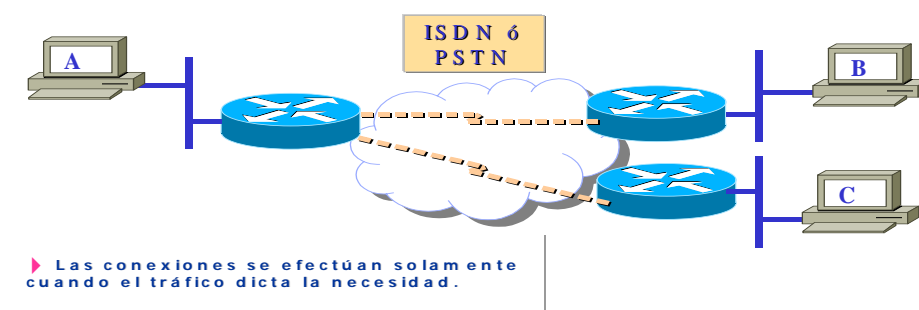 ISDN ó
PSTN
A
B
C
Las conexiones se efectúan solamente
cuando el tráfico dicta la necesidad.